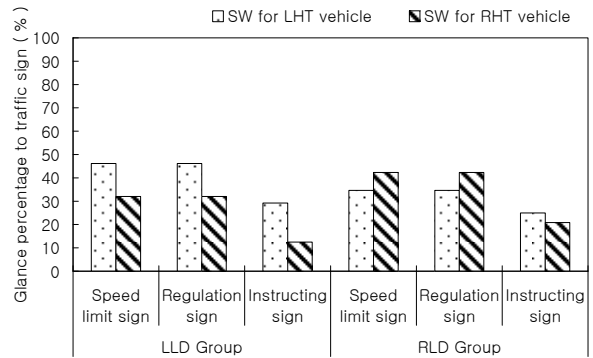 SW for LHT vehicle SW for RHT vehicle
Glance percentage to traffic sign ( % )
100
90
80
70
60
50
40
30
20
10
0
Speed limit sign
Regulation sign
Instructing sign
Speed limit sign
Regulation sign
Instructing sign
LLD Group
RLD Group